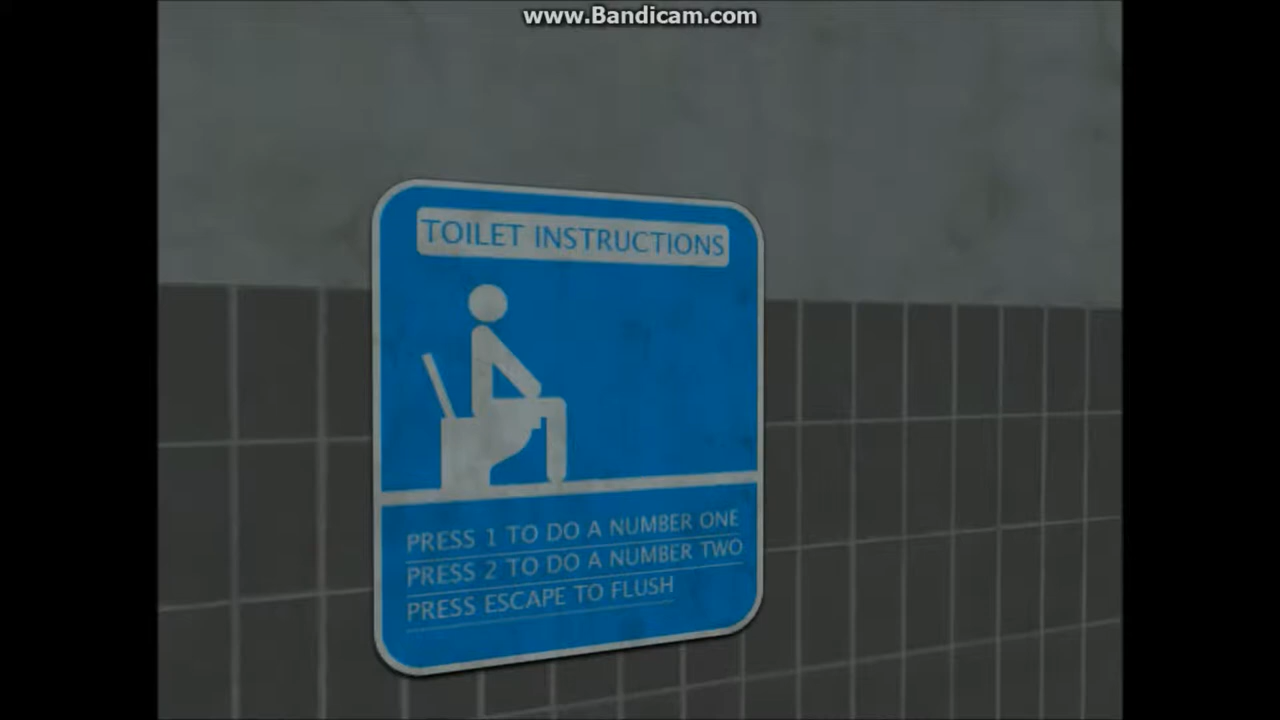 www.Bandicam.com
TOILET INSTRUCTIONS
PRESS 1 TO DO A NUMBER ONE
PRESS 2 TO DO A NUMBER TWO
PRESS ESCAPE TO FLUSH